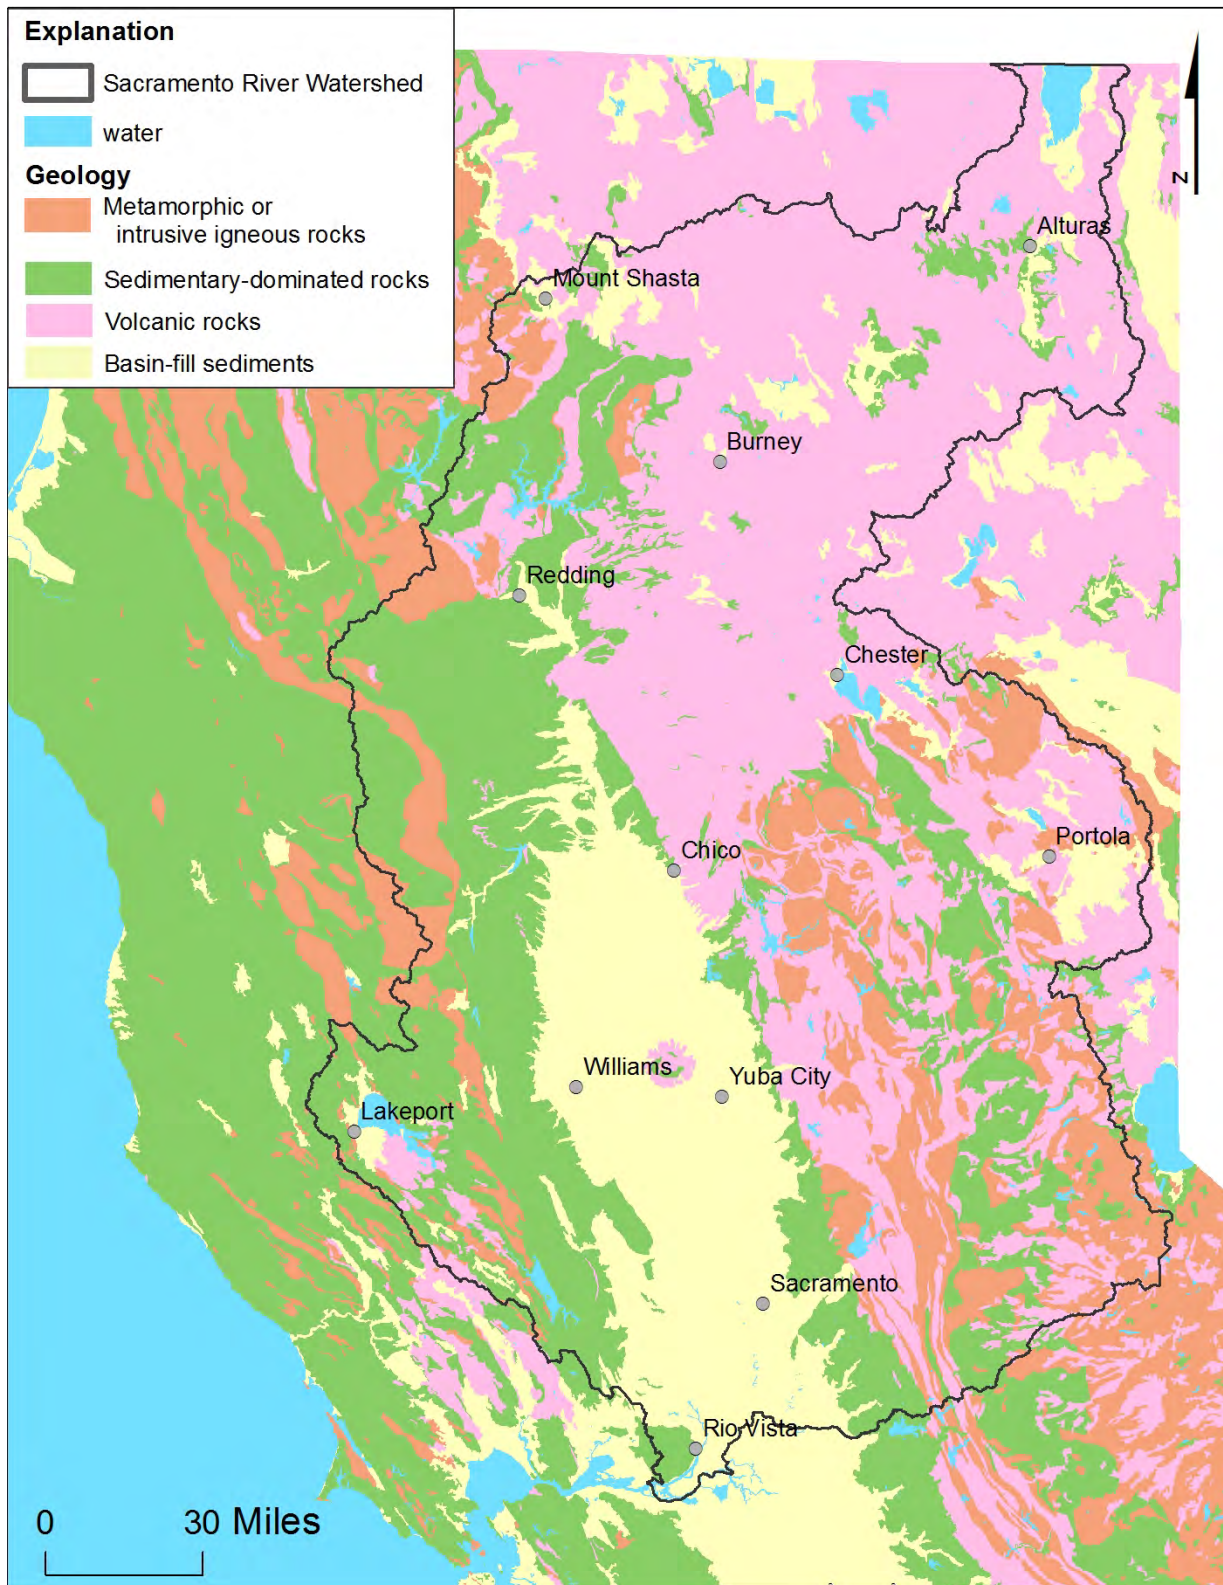 Explanation
Sacramento River Watershed
water
Geology
Metamorphic or
intrusive igneous rocks
Sedimentary-dominated rocks
Volcanic rocks
Basin-fill sediments
N
Alturas
Mount Shasta
Burney
Redding
Chester
Portola
Chico
Williams
Yuba City
Lakeport
Sacramento
Rio Vista
0 30 Miles